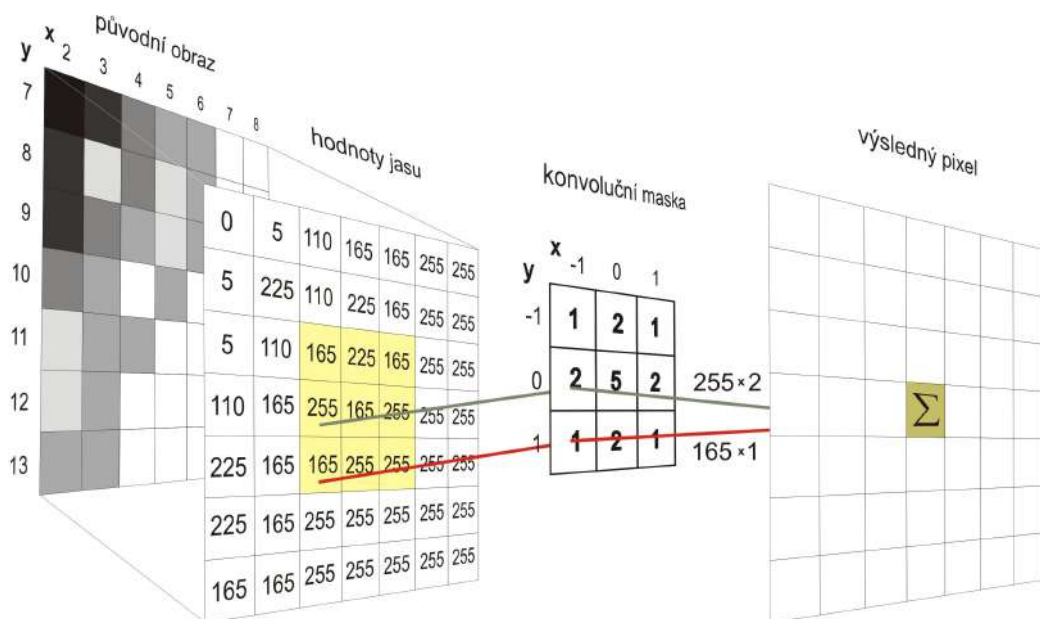 původní obraz
x
2 3 4 5 6 7 8
y
7
8
9
10
11
12
13
hodnoty jasu
0 5 110 165 165 255 255
5 225 110 225 165 255 255
5 110 165 225 165 255 255
110 165 255 165 255 255 255
225 165 165 255 255 255 255
225 165 255 255 255 255 255
165 165 255 255 255 255 255
konvoluční maska
x
-1 0 1
y
-1 1 2 1
0 2 5 2
1 1 2 1
255×2
165×1
výsledný pixel
Σ